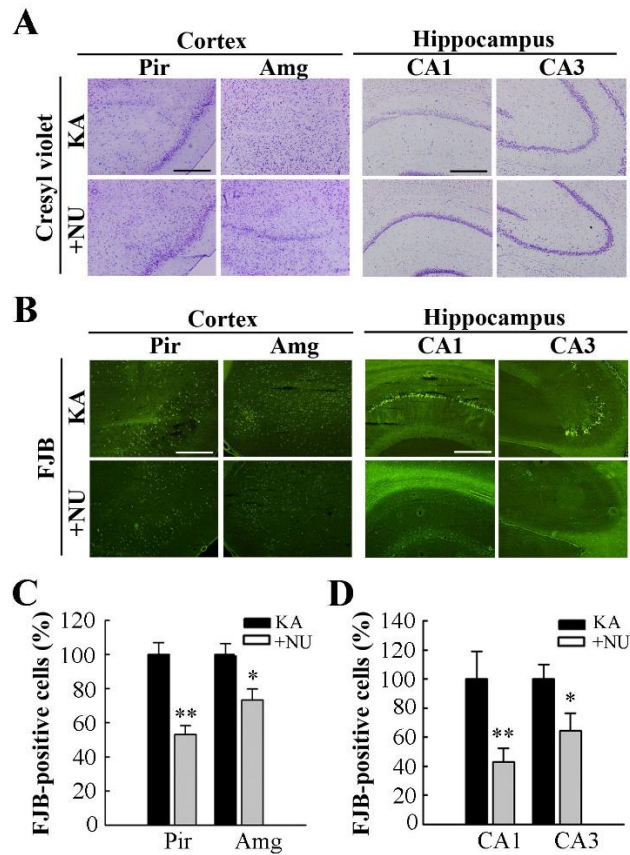 A
Cortex
Hippocampus
Pir
Amg
CA1
CA3
Cresyl violet
KA
+NU
B
Cortex
Hippocampus
Pir
Amg
CA1
CA3
FJB
KA
+NU
C
FJB-positive cells (%)
120
100
80
60
40
20
0
KA
+NU
**
*
Pir
Amg
D
FJB-positive cells (%)
140
120
100
80
60
40
20
0
KA
+NU
**
*
CA1
CA3